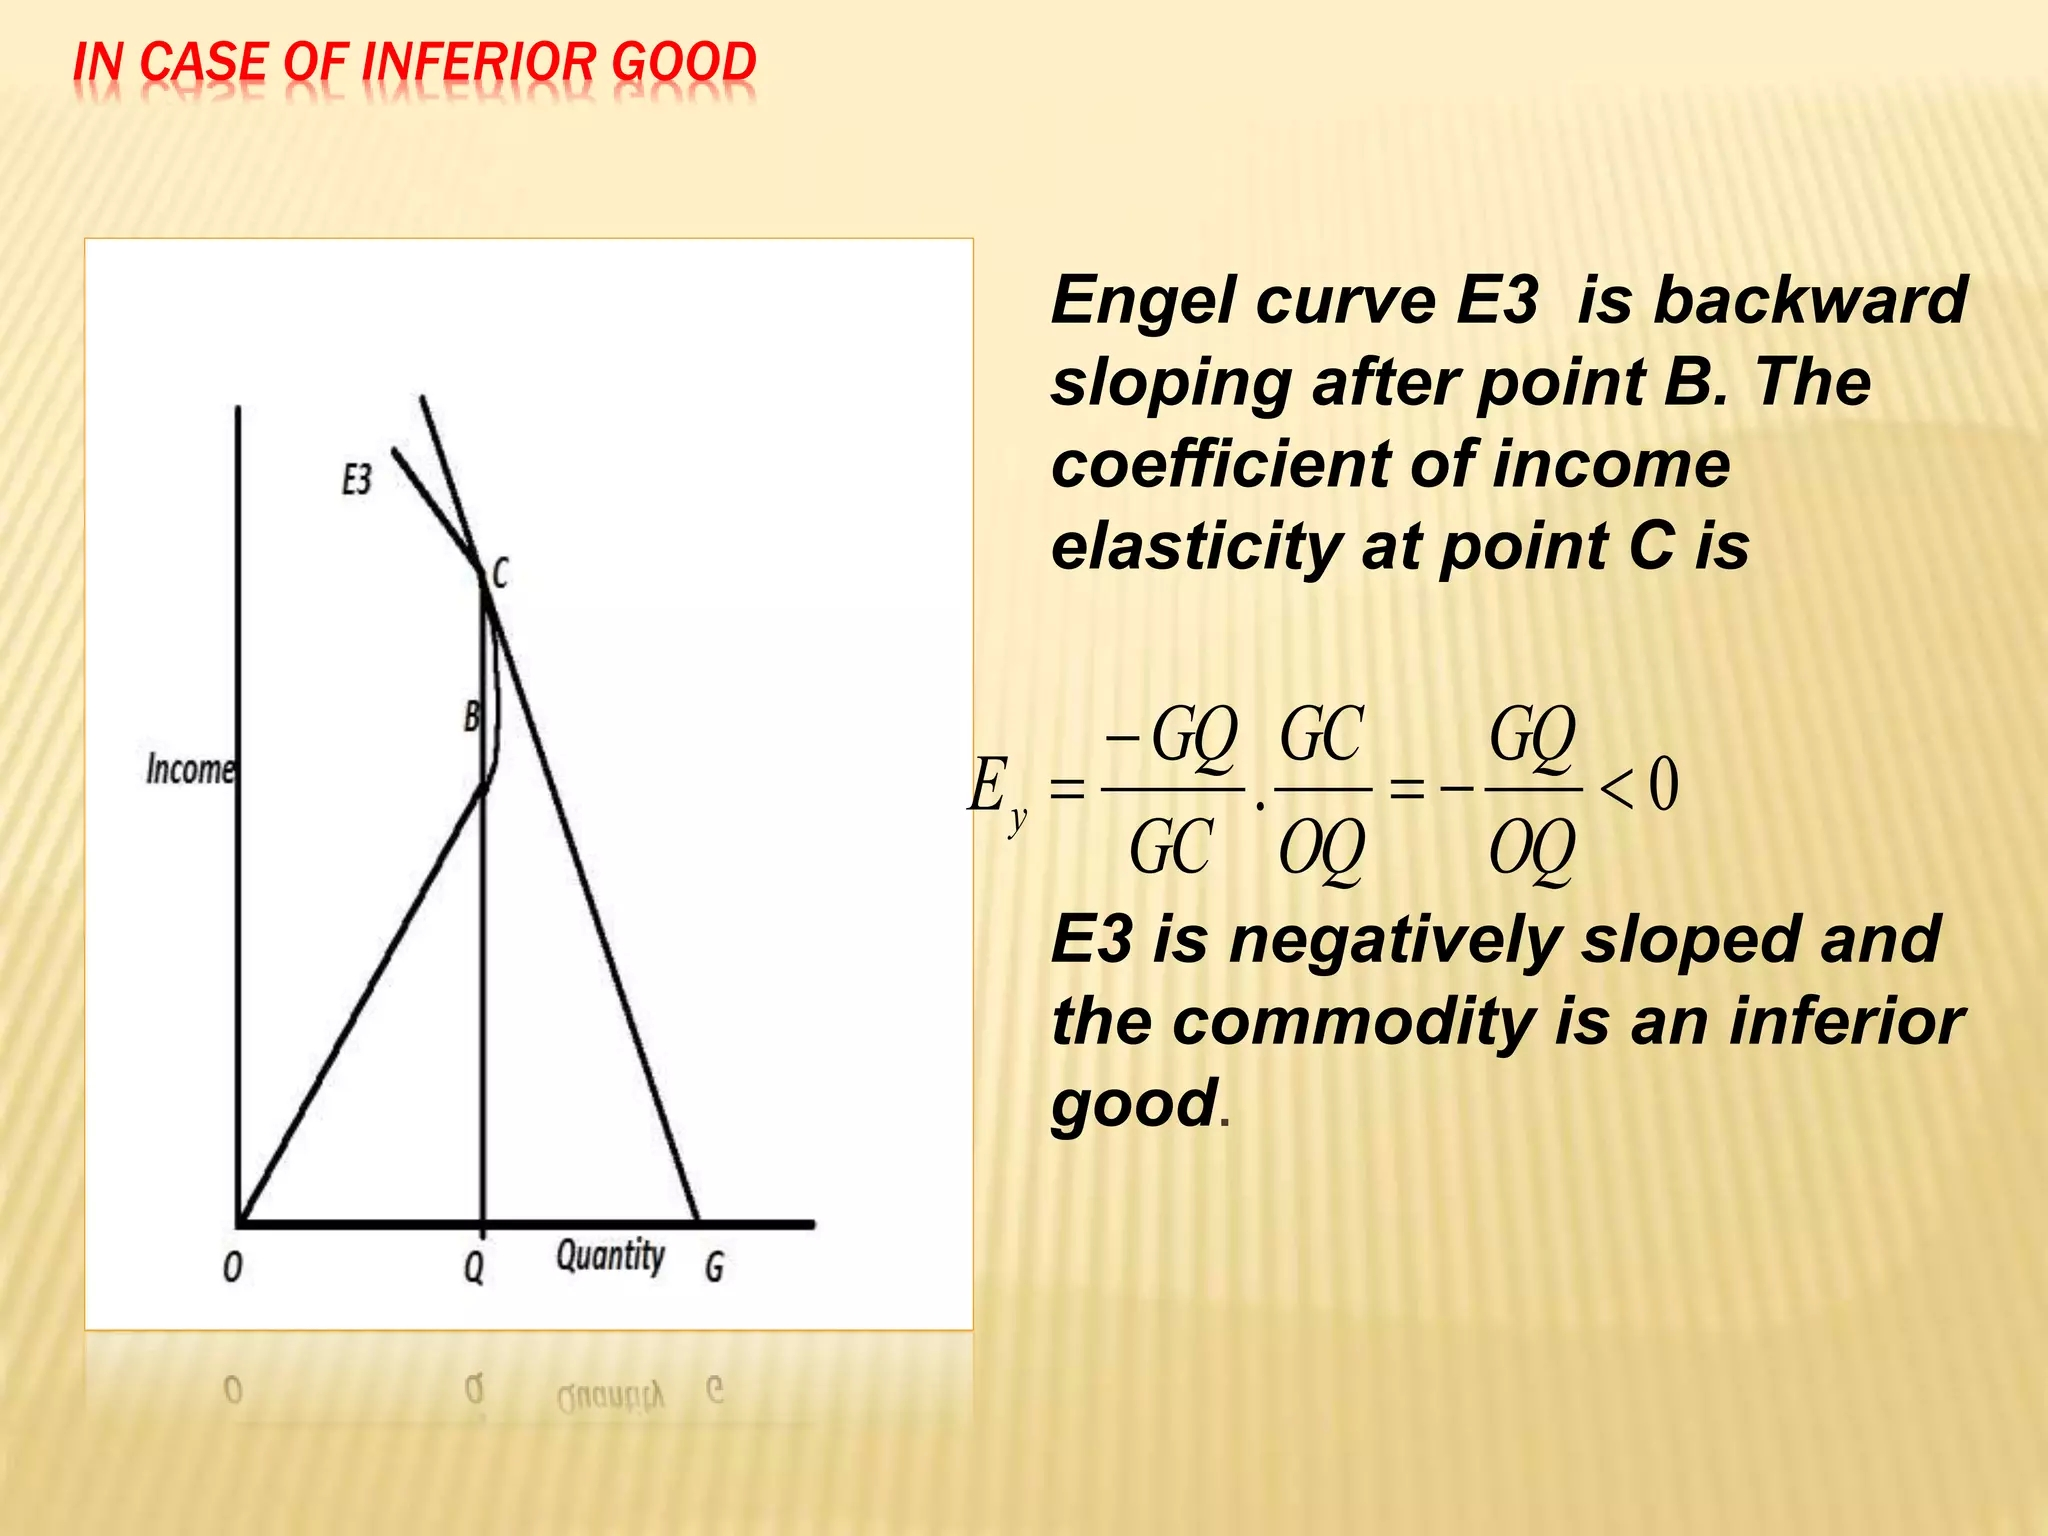 IN CASE OF INFERIOR GOOD
E3
C
B
Income
O
Q
Quantity
G
Engel curve E3 is backward
sloping after point B. The
coefficient of income
elasticity at point C is
E_y = -GQ/GC . GC/OQ = - GQ/OQ < 0
E3 is negatively sloped and
the commodity is an inferior
good.